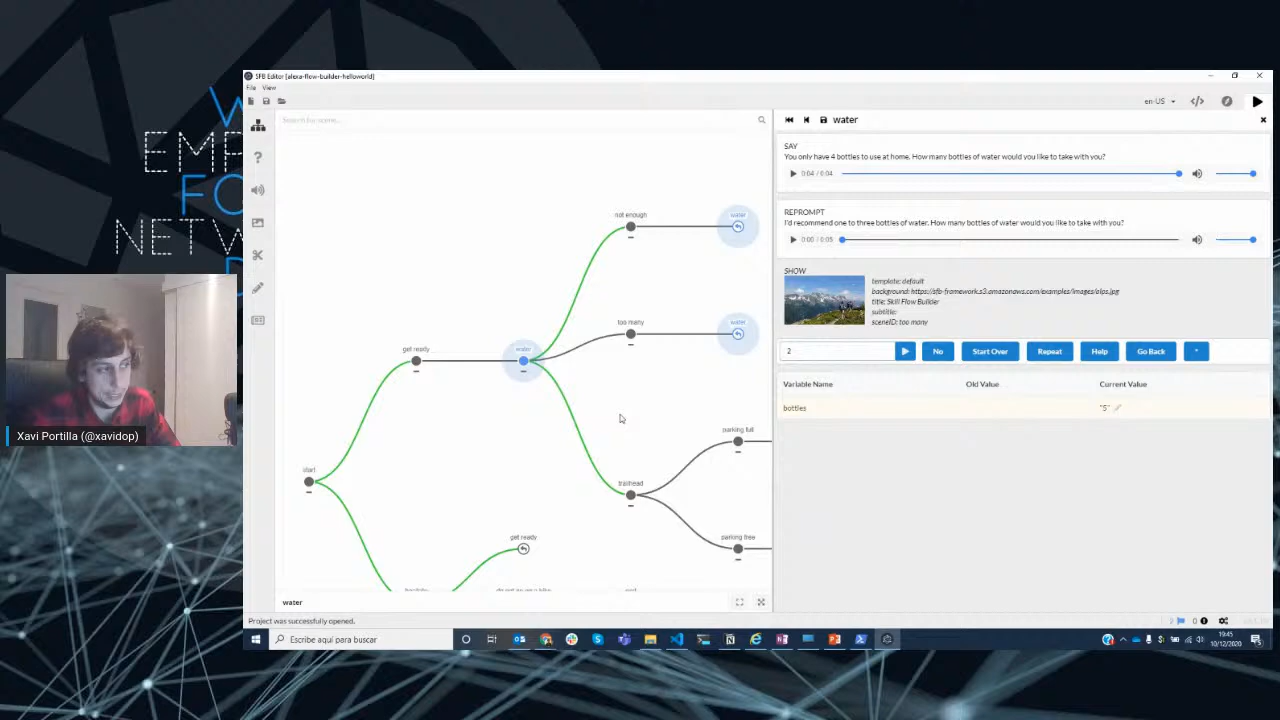 SFB Editor [alexa-flow-builder-helloworld]
File View
Search for scene...
en-US
water
SAY
You only have 4 bottles to use at home. How many bottles of water would you like to take with you?
0:04 / 0:04
REPROMPT
I'd recommend one to three bottles of water. How many bottles of water would you like to take with you?
0:00 / 0:05
SHOW
template: default
background: https://sfb-framework.s3.amazonaws.com/examples/images/alps.jpg
title: Skill Flow Builder
subtitle:
sceneID: too many
2
No
Start Over
Repeat
Help
Go Back
Variable Name Old Value Current Value
bottles "5"
not enough
water
too many
water
get ready
water
parking full
start
trailhead
get ready
parking free
water
Project was successfully opened.
Escribe aquí para buscar
19:45
10/12/2020
EMP
FO
NETW
Xavi Portilla (@xavidop)